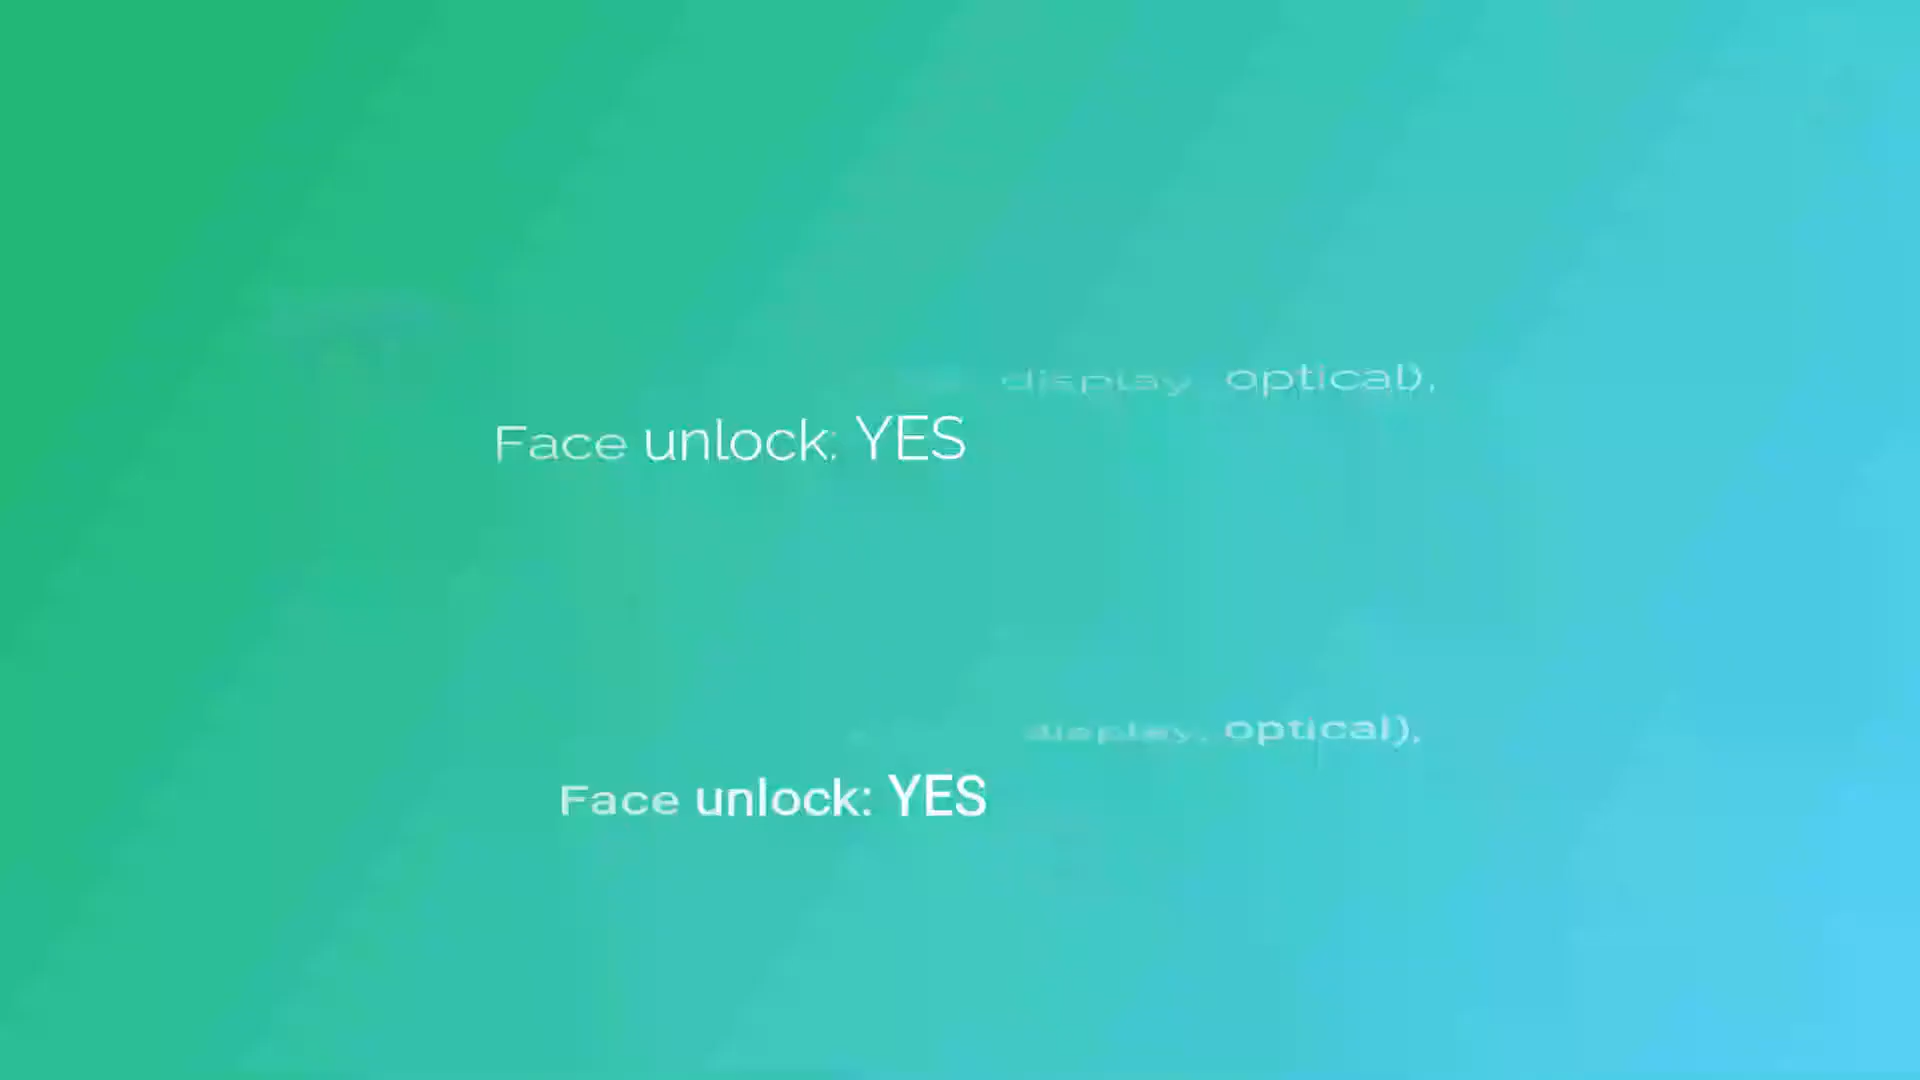 display, optical),
Face unlock: YES
display, optical),
Face unlock: YES